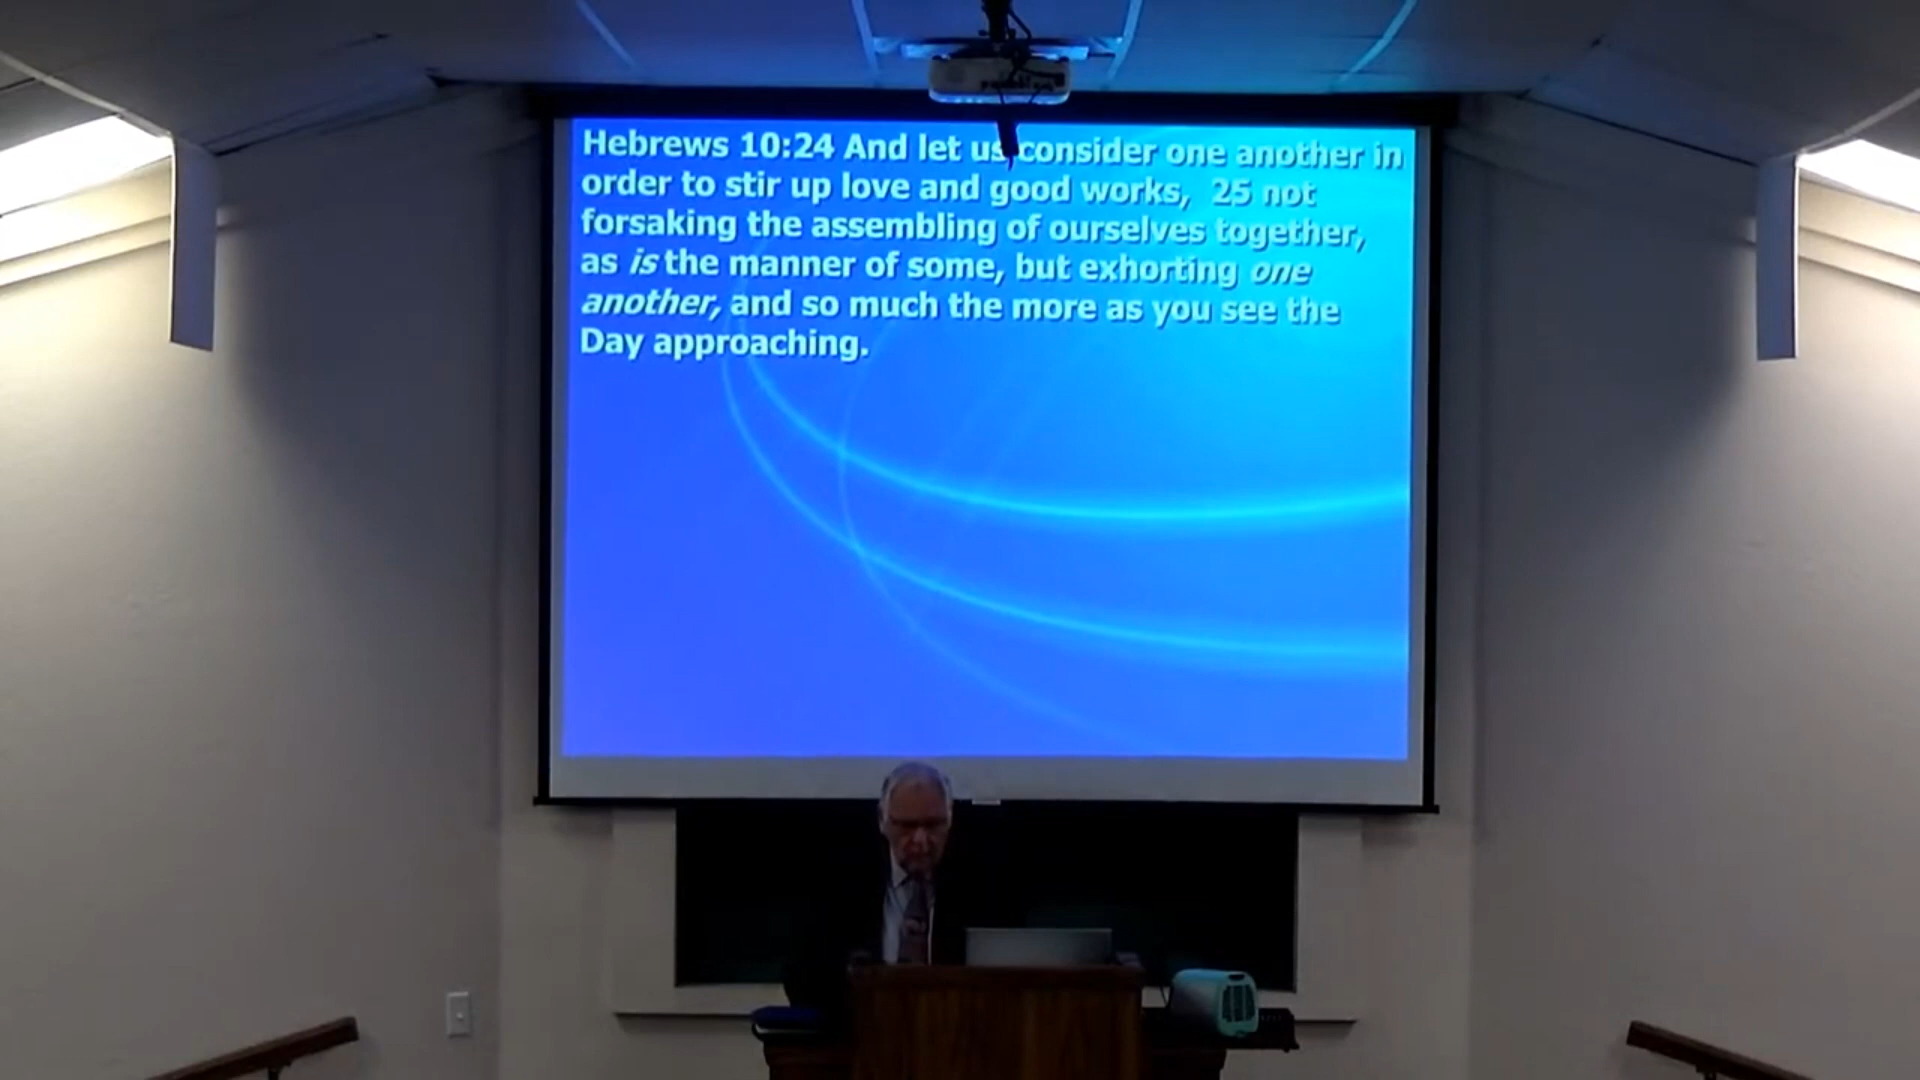 Hebrews 10:24 And let us consider one another in
order to stir up love and good works, 25 not
forsaking the assembling of ourselves together,
as is the manner of some, but exhorting one
another, and so much the more as you see the
Day approaching.